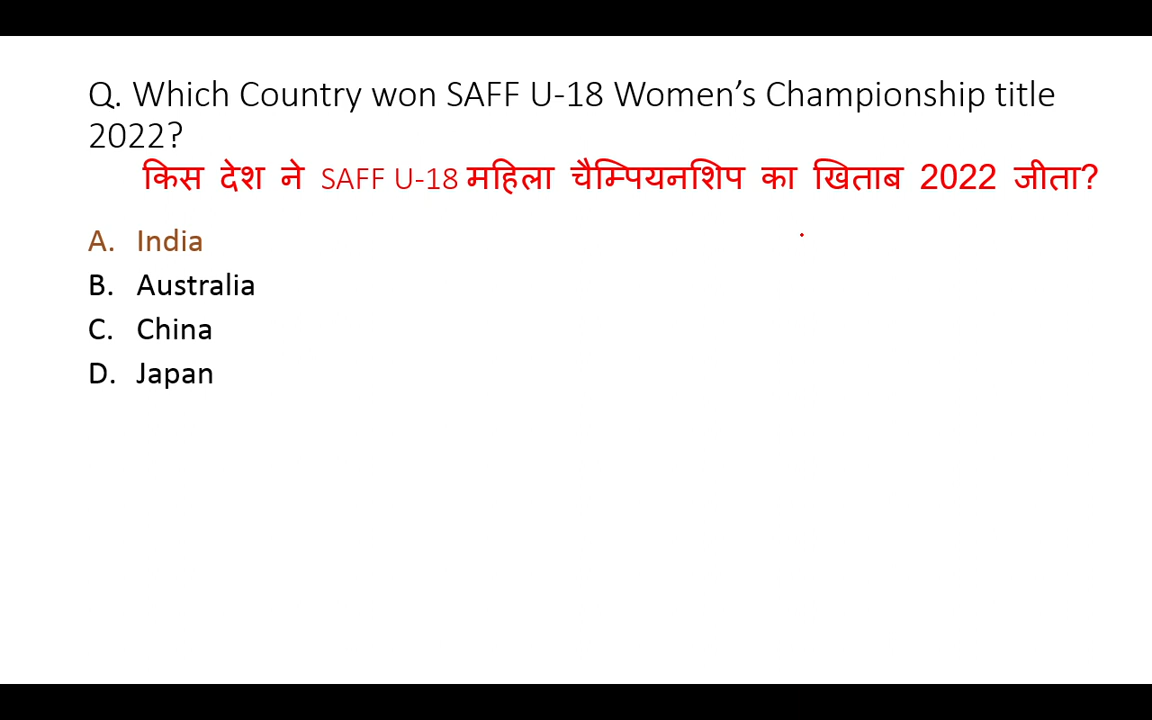 Q. Which Country won SAFF U-18 Women’s Championship title
2022?
किस देश ने SAFF U-18 महिला चैम्पियनशिप का खिताब 2022 जीता?
A. India
B. Australia
C. China
D. Japan